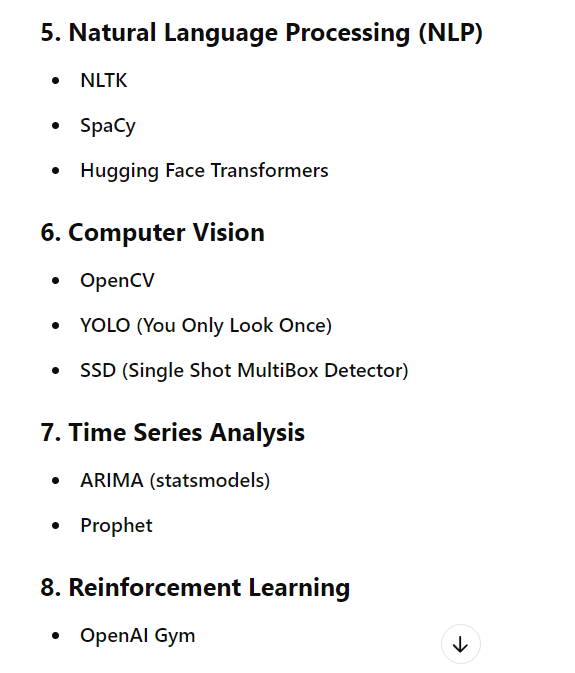 5. Natural Language Processing (NLP)
• NLTK
• SpaCy
• Hugging Face Transformers
6. Computer Vision
• OpenCV
• YOLO (You Only Look Once)
• SSD (Single Shot MultiBox Detector)
7. Time Series Analysis
• ARIMA (statsmodels)
• Prophet
8. Reinforcement Learning
• OpenAI Gym